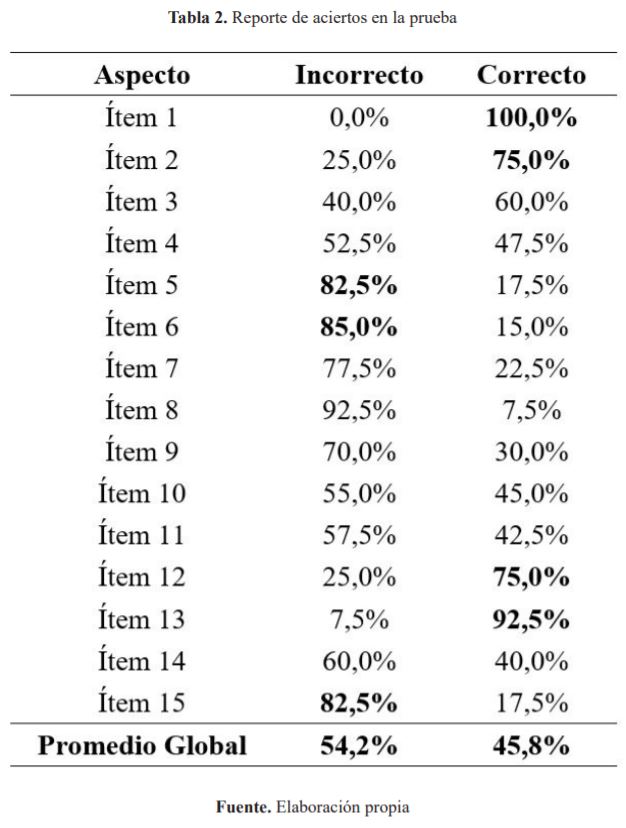 Tabla 2. Reporte de aciertos en la prueba
Aspecto Incorrecto Correcto
Ítem 1 0,0% 100,0%
Ítem 2 25,0% 75,0%
Ítem 3 40,0% 60,0%
Ítem 4 52,5% 47,5%
Ítem 5 82,5% 17,5%
Ítem 6 85,0% 15,0%
Ítem 7 77,5% 22,5%
Ítem 8 92,5% 7,5%
Ítem 9 70,0% 30,0%
Ítem 10 55,0% 45,0%
Ítem 11 57,5% 42,5%
Ítem 12 25,0% 75,0%
Ítem 13 7,5% 92,5%
Ítem 14 60,0% 40,0%
Ítem 15 82,5% 17,5%
Promedio Global 54,2% 45,8%
Fuente. Elaboración propia